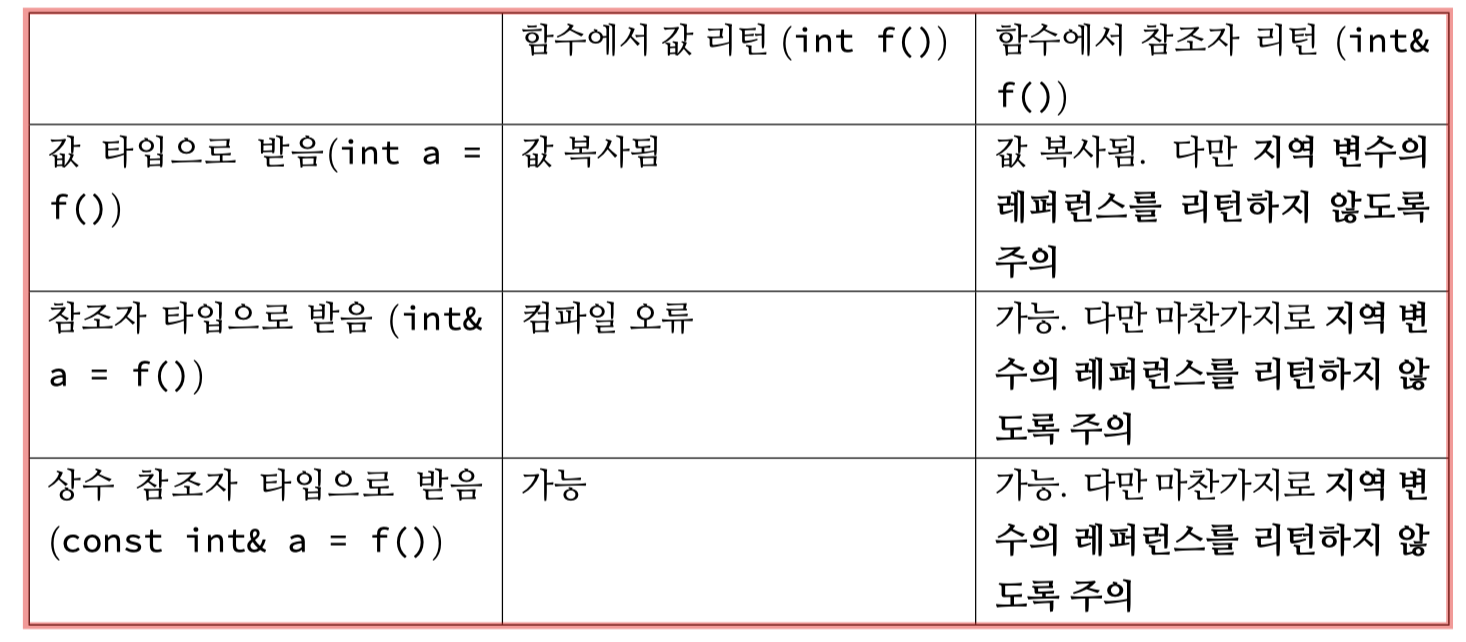 함수에서 값 리턴 (int f())
함수에서 참조자 리턴 (int&
f())
값 타입으로 받음(int a =
f())
값 복사됨
값 복사됨. 다만 지역 변수의
레퍼런스를 리턴하지 않도록
주의
참조자 타입으로 받음 (int&
a = f())
컴파일 오류
가능. 다만 마찬가지로 지역 변
수의 레퍼런스를 리턴하지 않
도록 주의
상수 참조자 타입으로 받음
(const int& a = f())
가능
가능. 다만 마찬가지로 지역 변
수의 레퍼런스를 리턴하지 않
도록 주의